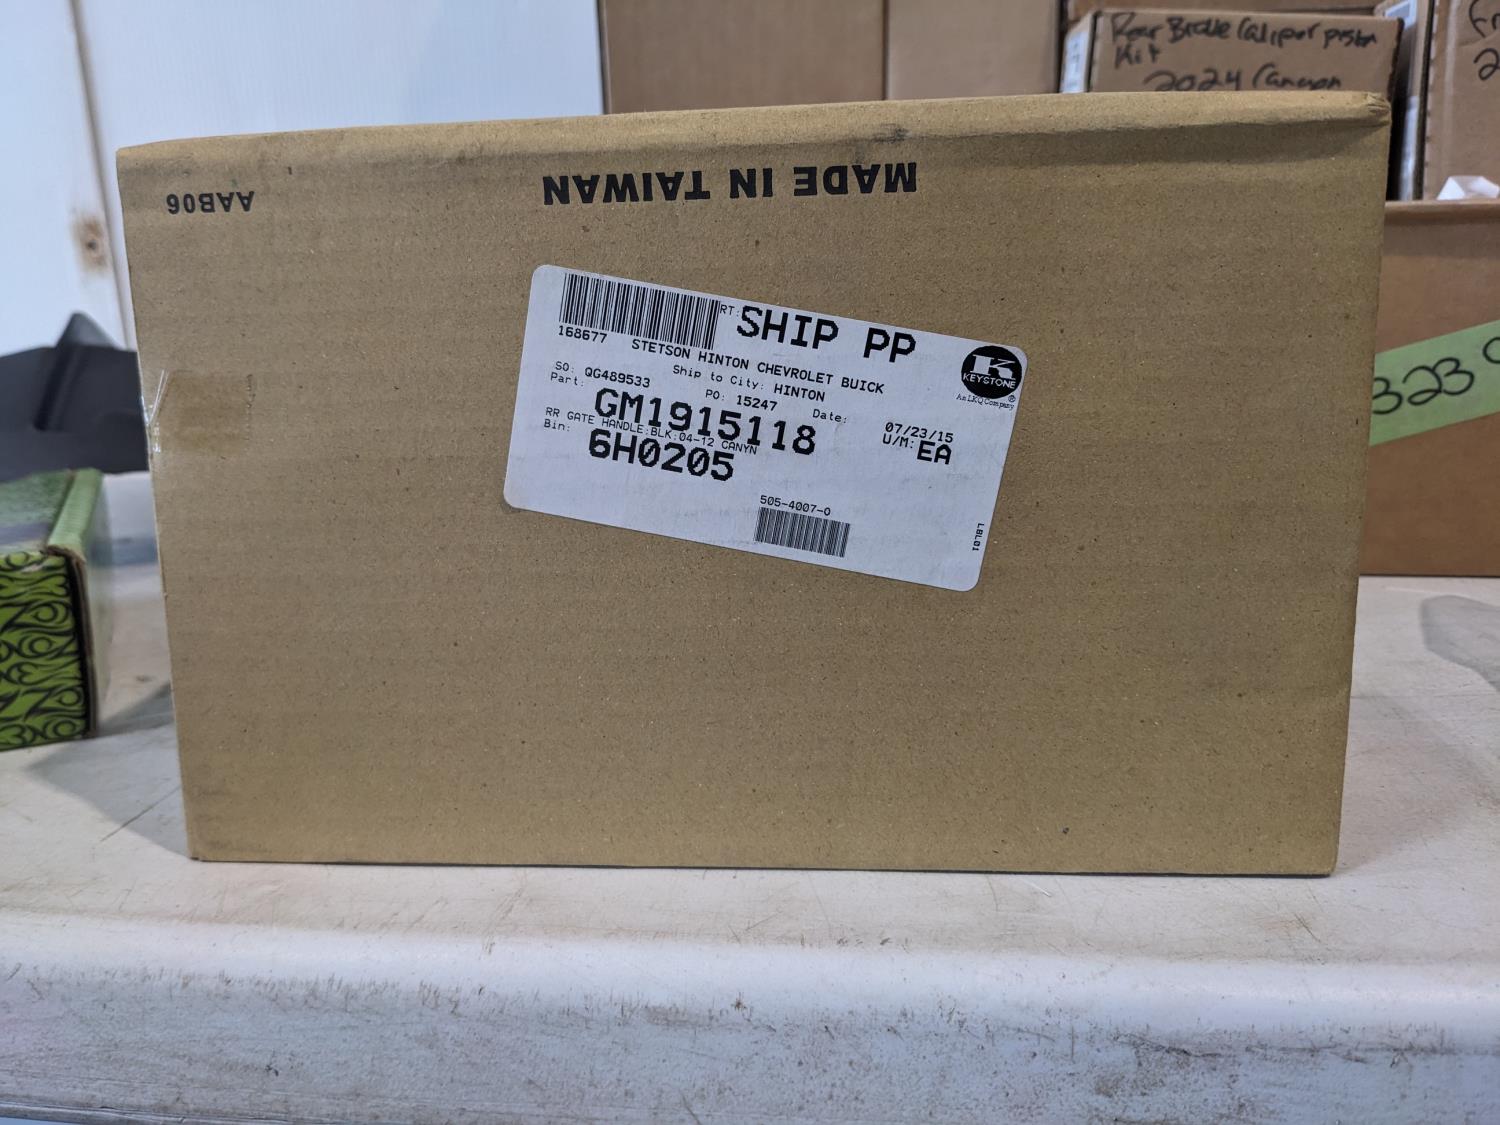 Rear Brake Caliper piston
Kit
2024 Canyon
MADE IN TAIWAN
AAB06
RT: SHIP PP
168677
STETSON HINTON CHEVROLET BUICK
K
KEYSTONE
®
An LKQ Company
SO: QG489533
Ship to City: HINTON
PO: 15247
Date: 07/23/15
Part: GM1915118
U/M: EA
RR GATE HANDLE:BLK:04-12 CANYN
Bin: 6H0205
505-4007-0
LBL01
323